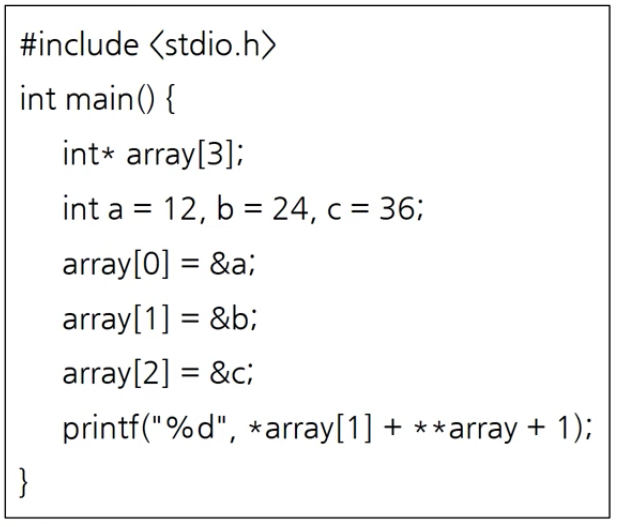 #include <stdio.h>
int main() {
int* array[3];
int a = 12, b = 24, c = 36;
array[0] = &a;
array[1] = &b;
array[2] = &c;
printf("%d", *array[1] + **array + 1);
}